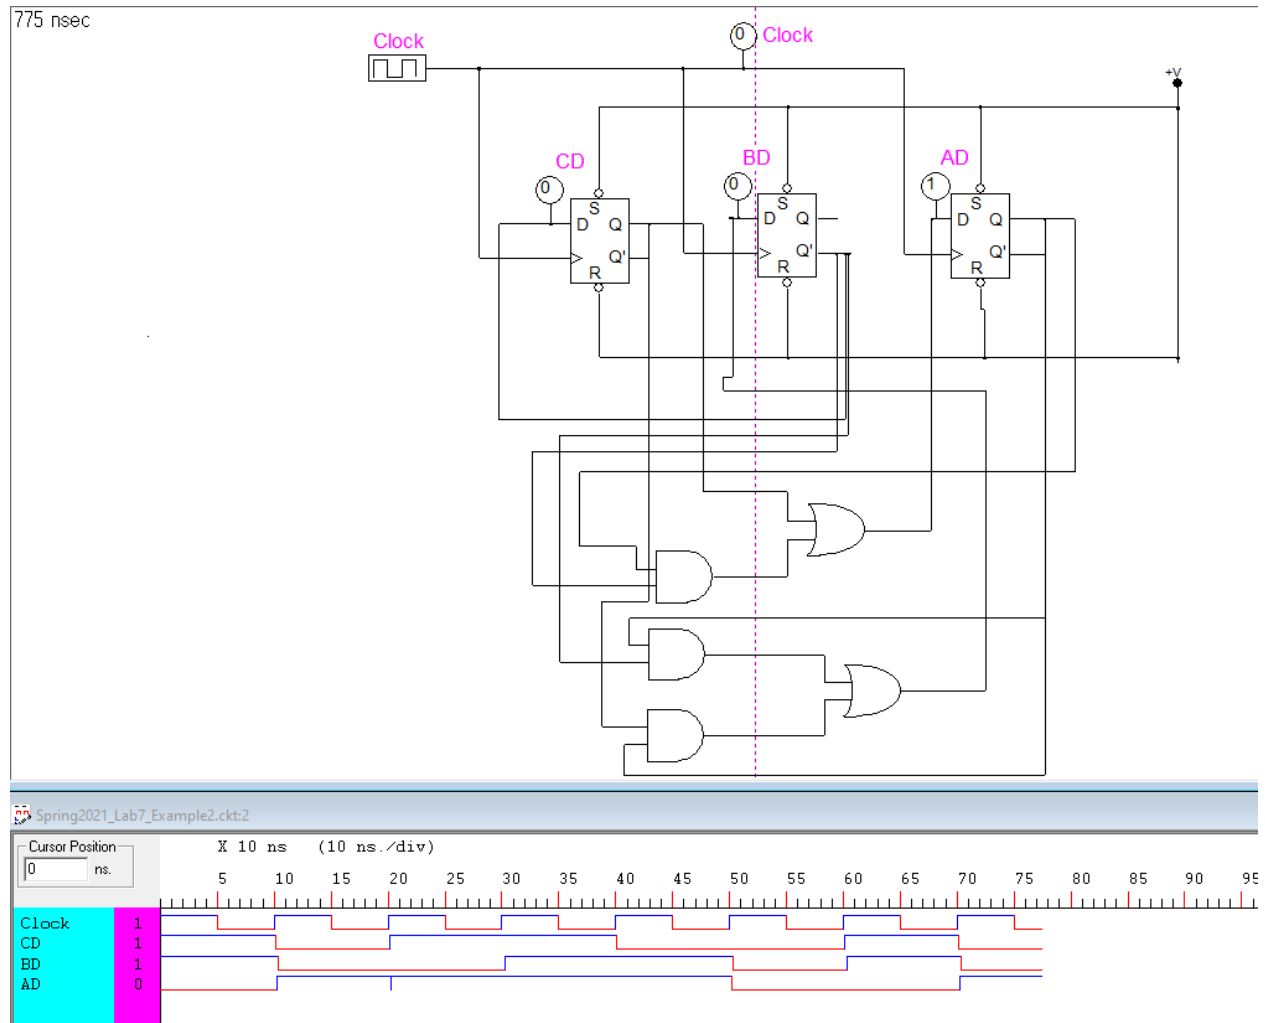 775 nsec
Clock
0 Clock
+V
CD
BD
AD
0
0
1
S
D Q
Q'
R
S
D Q
Q'
R
S
D Q
Q'
R
Spring2021_Lab7_Example2.ckt:2
Cursor Position
0 ns.
X 10 ns (10 ns./div)
5 10 15 20 25 30 35 40 45 50 55 60 65 70 75 80 85 90 95
Clock 1
CD 1
BD 1
AD 0